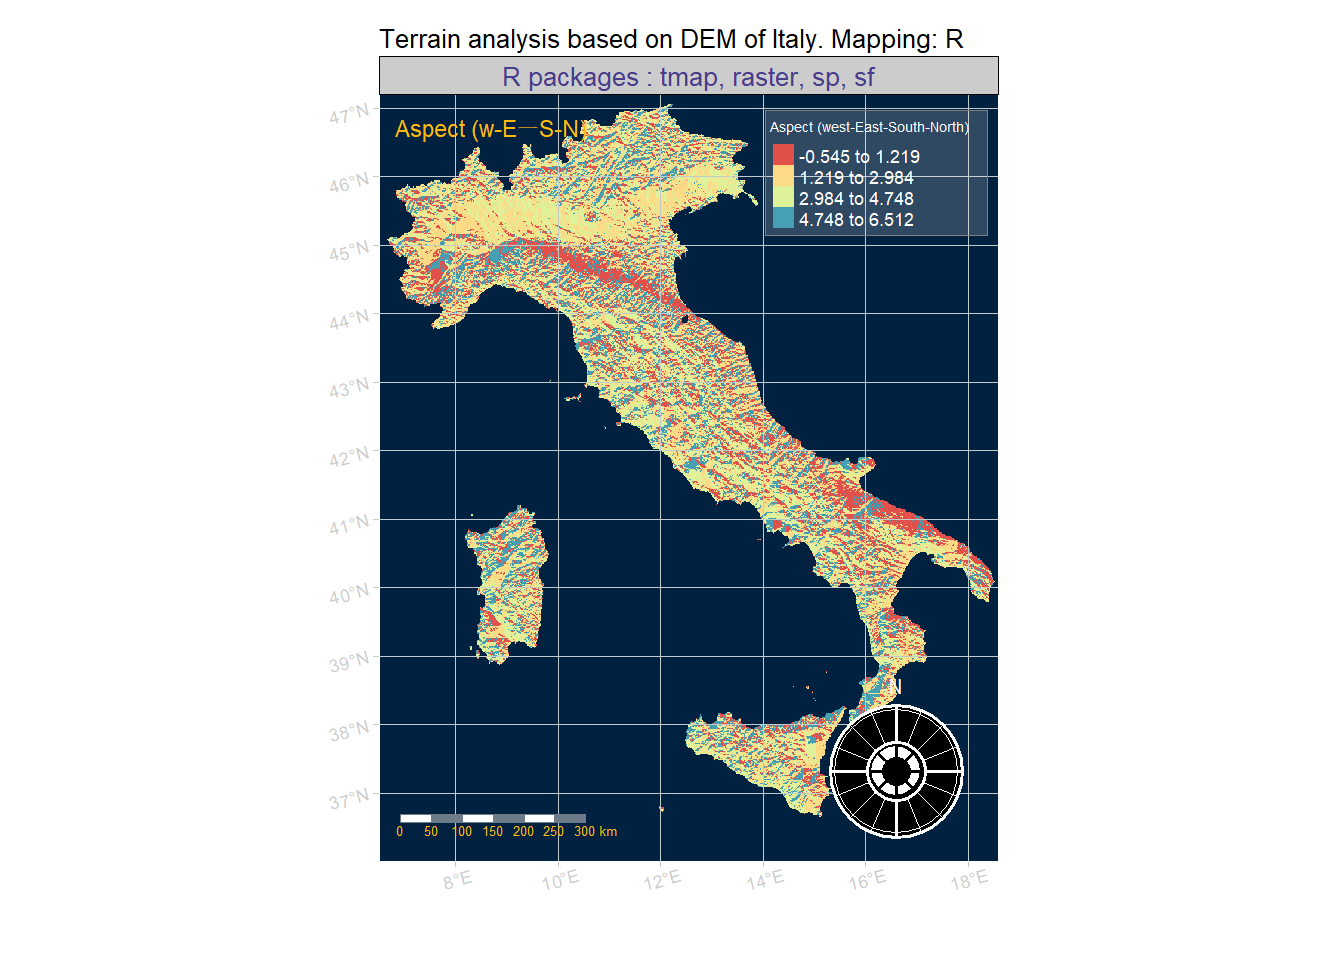 Terrain analysis based on DEM of Italy. Mapping: R
R packages : tmap, raster, sp, sf
Aspect (w-E—S-N)
Aspect (west-East-South-North)
-0.545 to 1.219
1.219 to 2.984
2.984 to 4.748
4.748 to 6.512
47°N
46°N
45°N
44°N
43°N
42°N
41°N
40°N
39°N
38°N
37°N
N
0 50 100 150 200 250 300 km
8°E 10°E 12°E 14°E 16°E 18°E